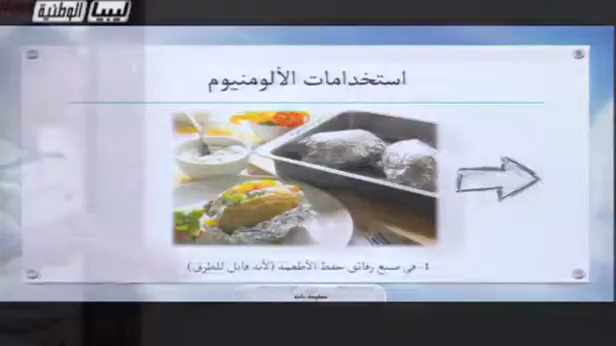 ليبيا الوطنية
استخدامات الألومنيوم
1- في صنع رقائق حفظ الأطعمة (لأنه قابل للطرق)